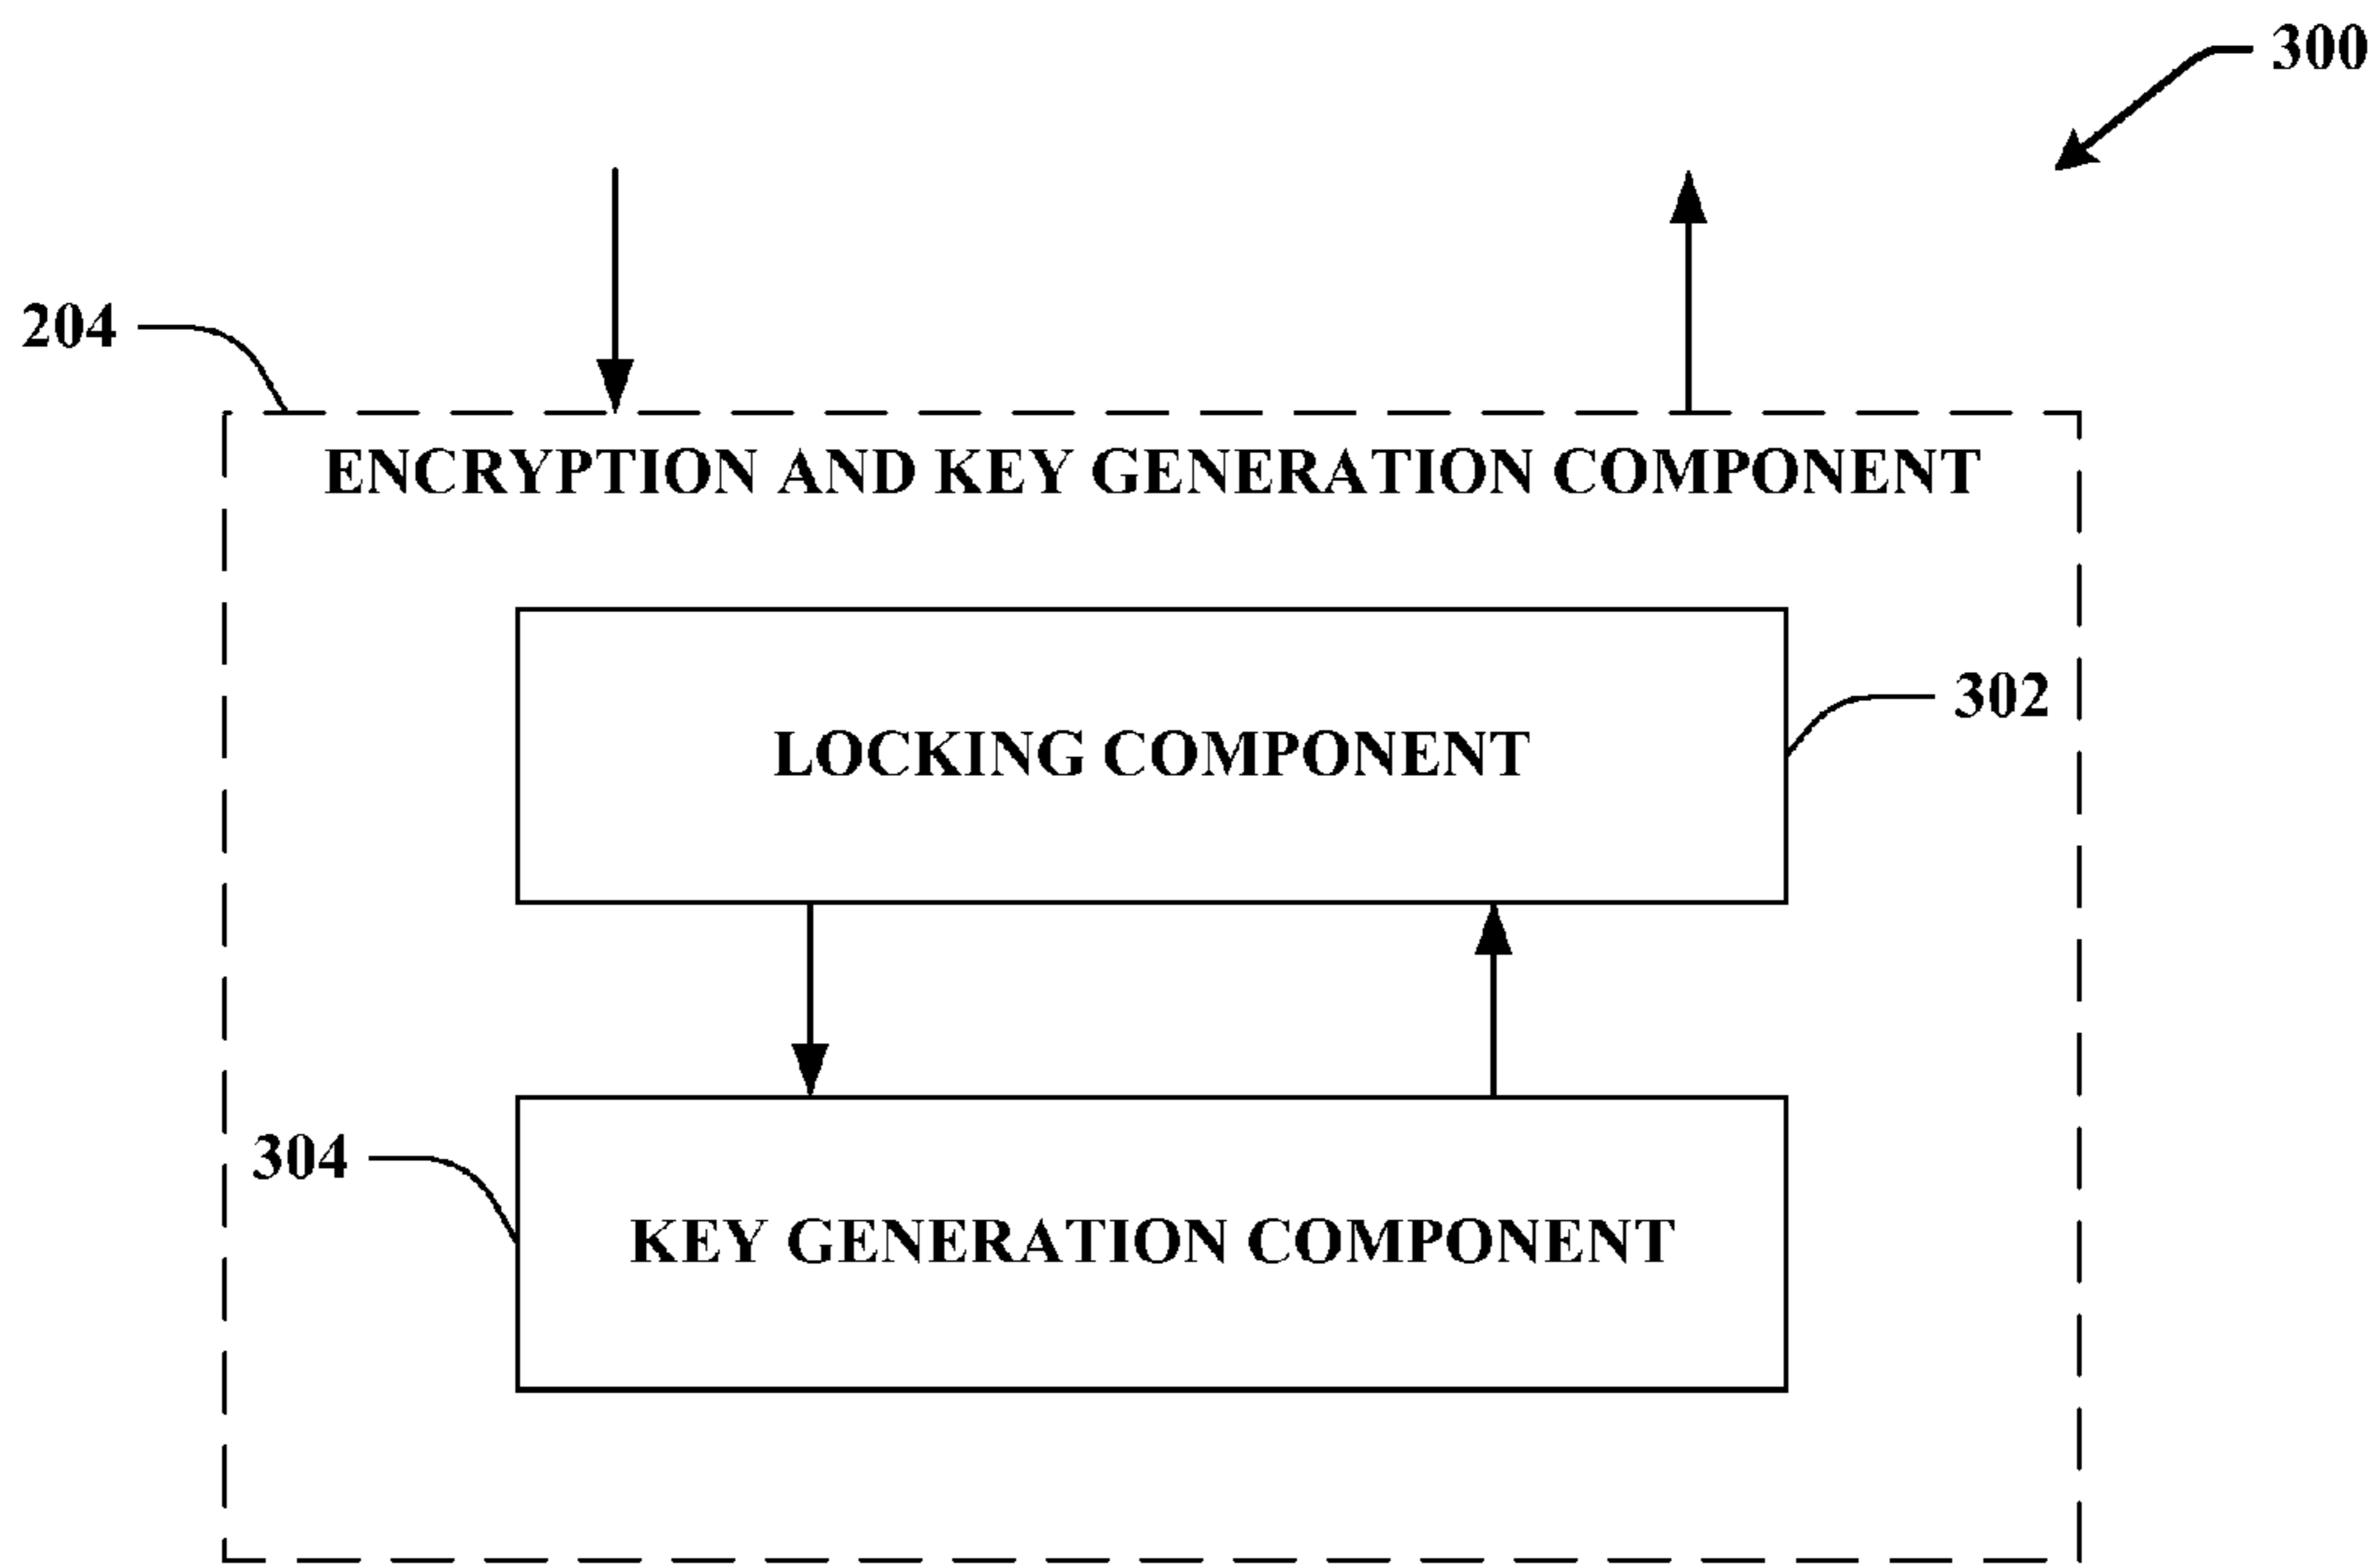 300
204
ENCRYPTION AND KEY GENERATION COMPONENT
302
LOCKING COMPONENT
304
KEY GENERATION COMPONENT